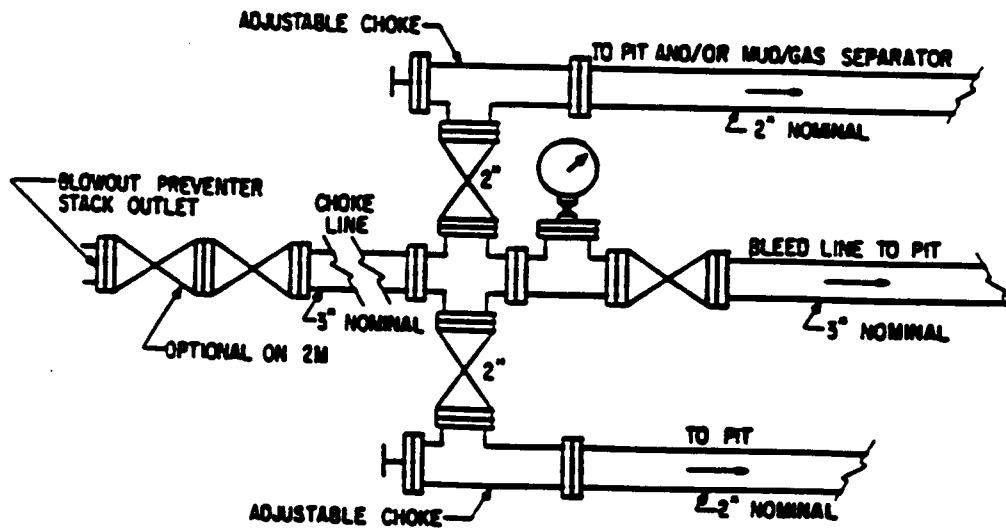 ADJUSTABLE CHOKE
TO PIT AND/OR MUD/GAS SEPARATOR
2" NOMINAL
2"
BLOWOUT PREVENTER
STACK OUTLET
CHOKE
LINE
BLEED LINE TO PIT
3" NOMINAL
3" NOMINAL
OPTIONAL ON 2M
2"
TO PIT
2" NOMINAL
ADJUSTABLE CHOKE